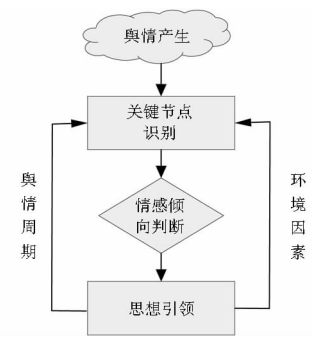 舆情产生
关键节点
识别
舆情周期
环境因素
情感倾
向判断
思想引领